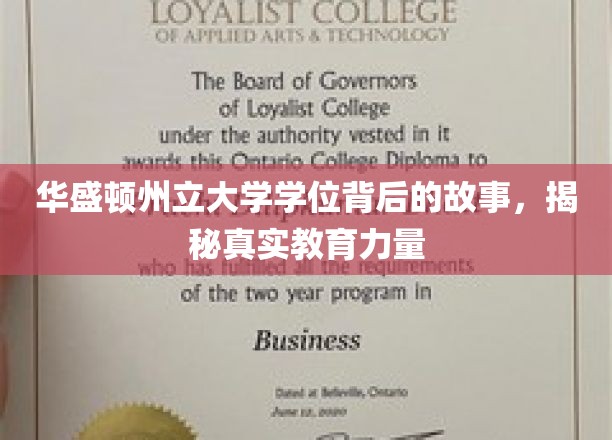 LOYALIST COLLEGE
OF APPLIED ARTS & TECHNOLOGY
The Board of Governors
of Loyalist College
under the authority vested in it
awards this Ontario College Diploma to
华盛顿州立大学学位背后的故事，揭
秘真实教育力量
who has fulfilled all the requirements
of the two year program in
Business
Dated at Belleville, Ontario
June 12, 2020